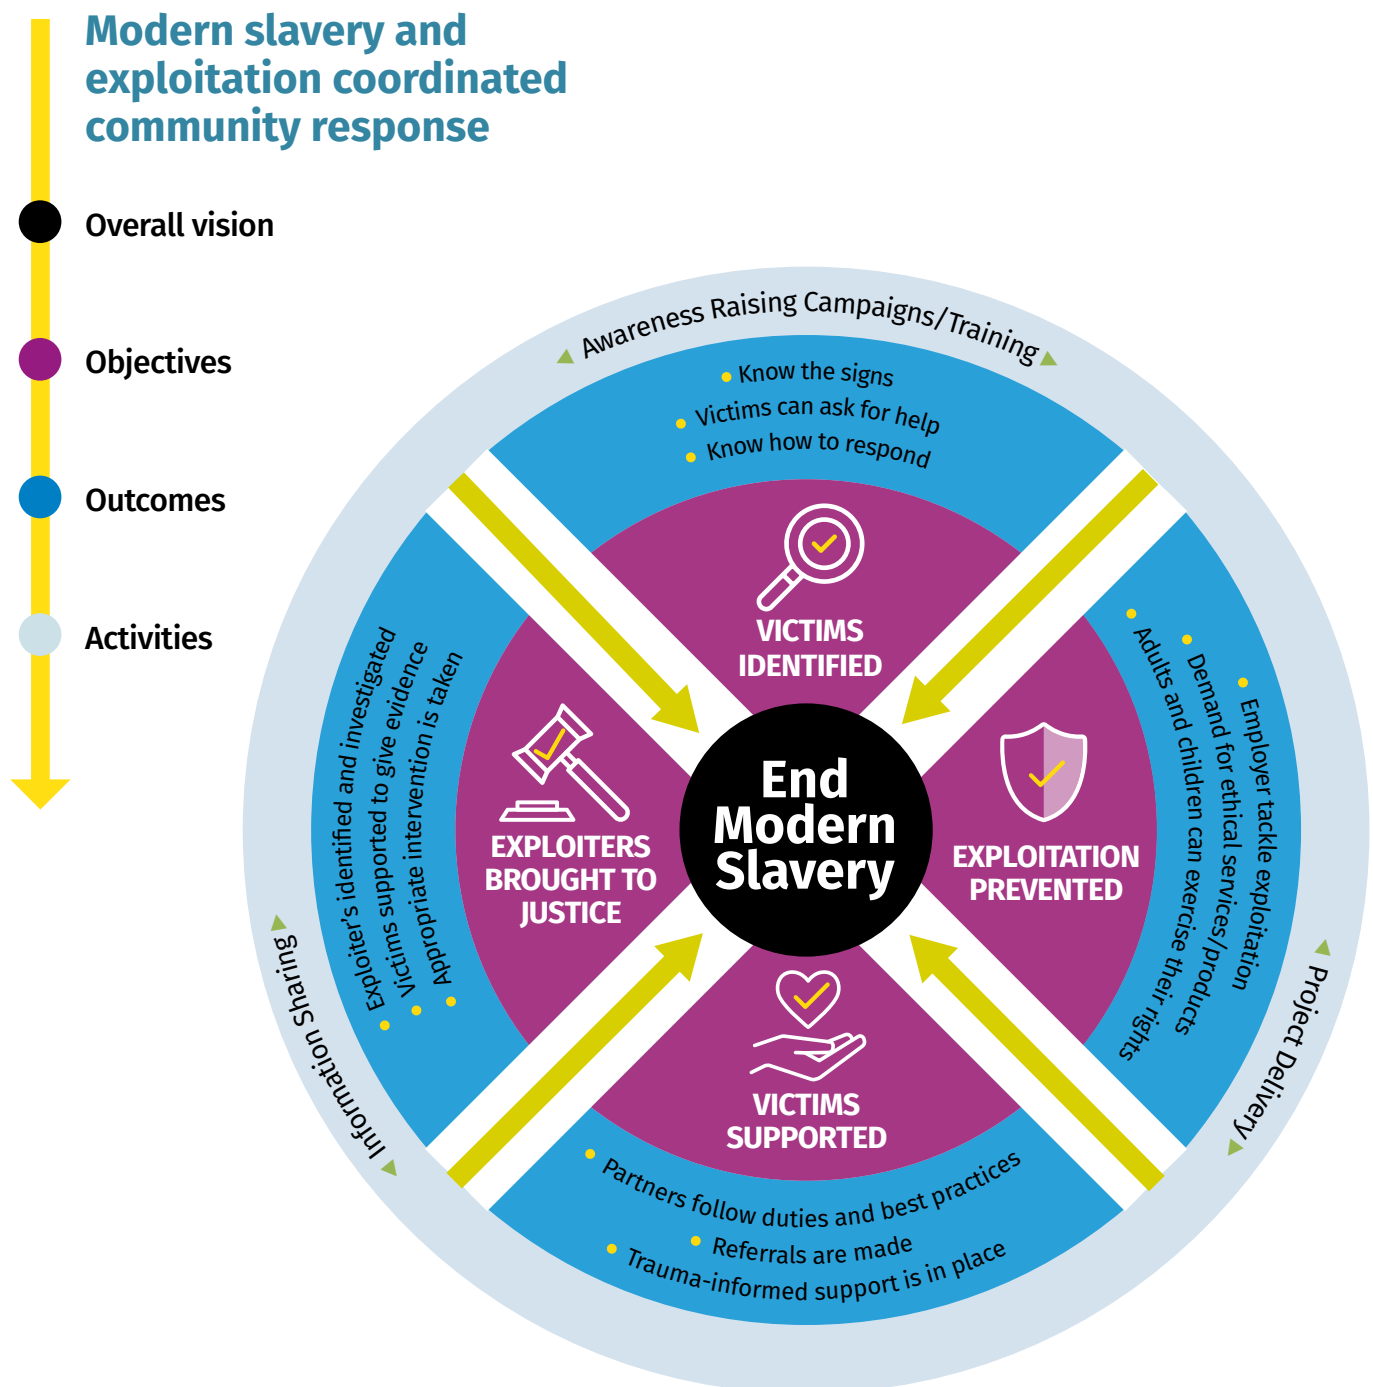 Modern slavery and
exploitation coordinated
community response
Overall vision
Objectives
Outcomes
Activities
Awareness Raising Campaigns/Training
Know the signs
Victims can ask for help
Know how to respond
VICTIMS
IDENTIFIED
Employer tackle exploitation
Demand for ethical services/products
Adults and children can exercise their rights
EXPLOITATION
PREVENTED
Project Delivery
End
Modern
Slavery
Exploiter's identified and investigated
Victims supported to give evidence
Appropriate intervention is taken
EXPLOITERS
BROUGHT TO
JUSTICE
Information Sharing
VICTIMS
SUPPORTED
Partners follow duties and best practices
Referrals are made
Trauma-informed support is in place